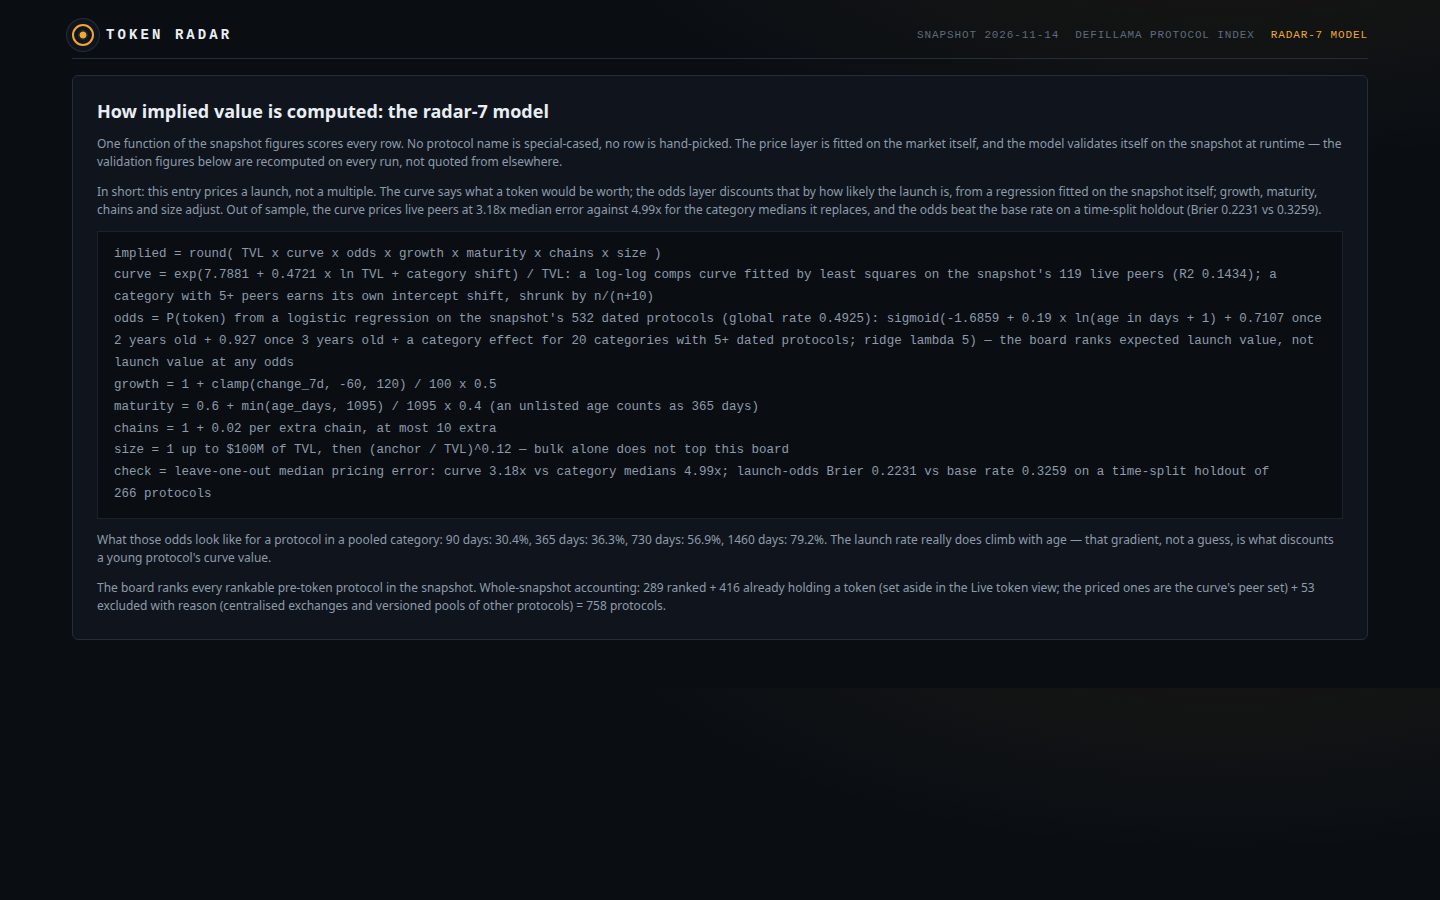 TOKEN RADAR
SNAPSHOT 2026-11-14 DEFILLAMA PROTOCOL INDEX RADAR-7 MODEL
How implied value is computed: the radar-7 model
One function of the snapshot figures scores every row. No protocol name is special-cased, no row is hand-picked. The price layer is fitted on the market itself, and the model validates itself on the snapshot at runtime — the
validation figures below are recomputed on every run, not quoted from elsewhere.
In short: this entry prices a launch, not a multiple. The curve says what a token would be worth; the odds layer discounts that by how likely the launch is, from a regression fitted on the snapshot itself; growth, maturity,
chains and size adjust. Out of sample, the curve prices live peers at 3.18x median error against 4.99x for the category medians it replaces, and the odds beat the base rate on a time-split holdout (Brier 0.2231 vs 0.3259).
implied = round( TVL x curve x odds x growth x maturity x chains x size )
curve = exp(7.7881 + 0.4721 x ln TVL + category shift) / TVL: a log-log comps curve fitted by least squares on the snapshot's 119 live peers (R2 0.1434); a
category with 5+ peers earns its own intercept shift, shrunk by n/(n+10)
odds = P(token) from a logistic regression on the snapshot's 532 dated protocols (global rate 0.4925): sigmoid(-1.6859 + 0.19 x ln(age in days + 1) + 0.7107 once
2 years old + 0.927 once 3 years old + a category effect for 20 categories with 5+ dated protocols; ridge lambda 5) — the board ranks expected launch value, not
launch value at any odds
growth = 1 + clamp(change_7d, -60, 120) / 100 x 0.5
maturity = 0.6 + min(age_days, 1095) / 1095 x 0.4 (an unlisted age counts as 365 days)
chains = 1 + 0.02 per extra chain, at most 10 extra
size = 1 up to $100M of TVL, then (anchor / TVL)^0.12 — bulk alone does not top this board
check = leave-one-out median pricing error: curve 3.18x vs category medians 4.99x; launch-odds Brier 0.2231 vs base rate 0.3259 on a time-split holdout of
266 protocols
What those odds look like for a protocol in a pooled category: 90 days: 30.4%, 365 days: 36.3%, 730 days: 56.9%, 1460 days: 79.2%. The launch rate really does climb with age — that gradient, not a guess, is what discounts
a young protocol's curve value.
The board ranks every rankable pre-token protocol in the snapshot. Whole-snapshot accounting: 289 ranked + 416 already holding a token (set aside in the Live token view; the priced ones are the curve's peer set) + 53
excluded with reason (centralised exchanges and versioned pools of other protocols) = 758 protocols.